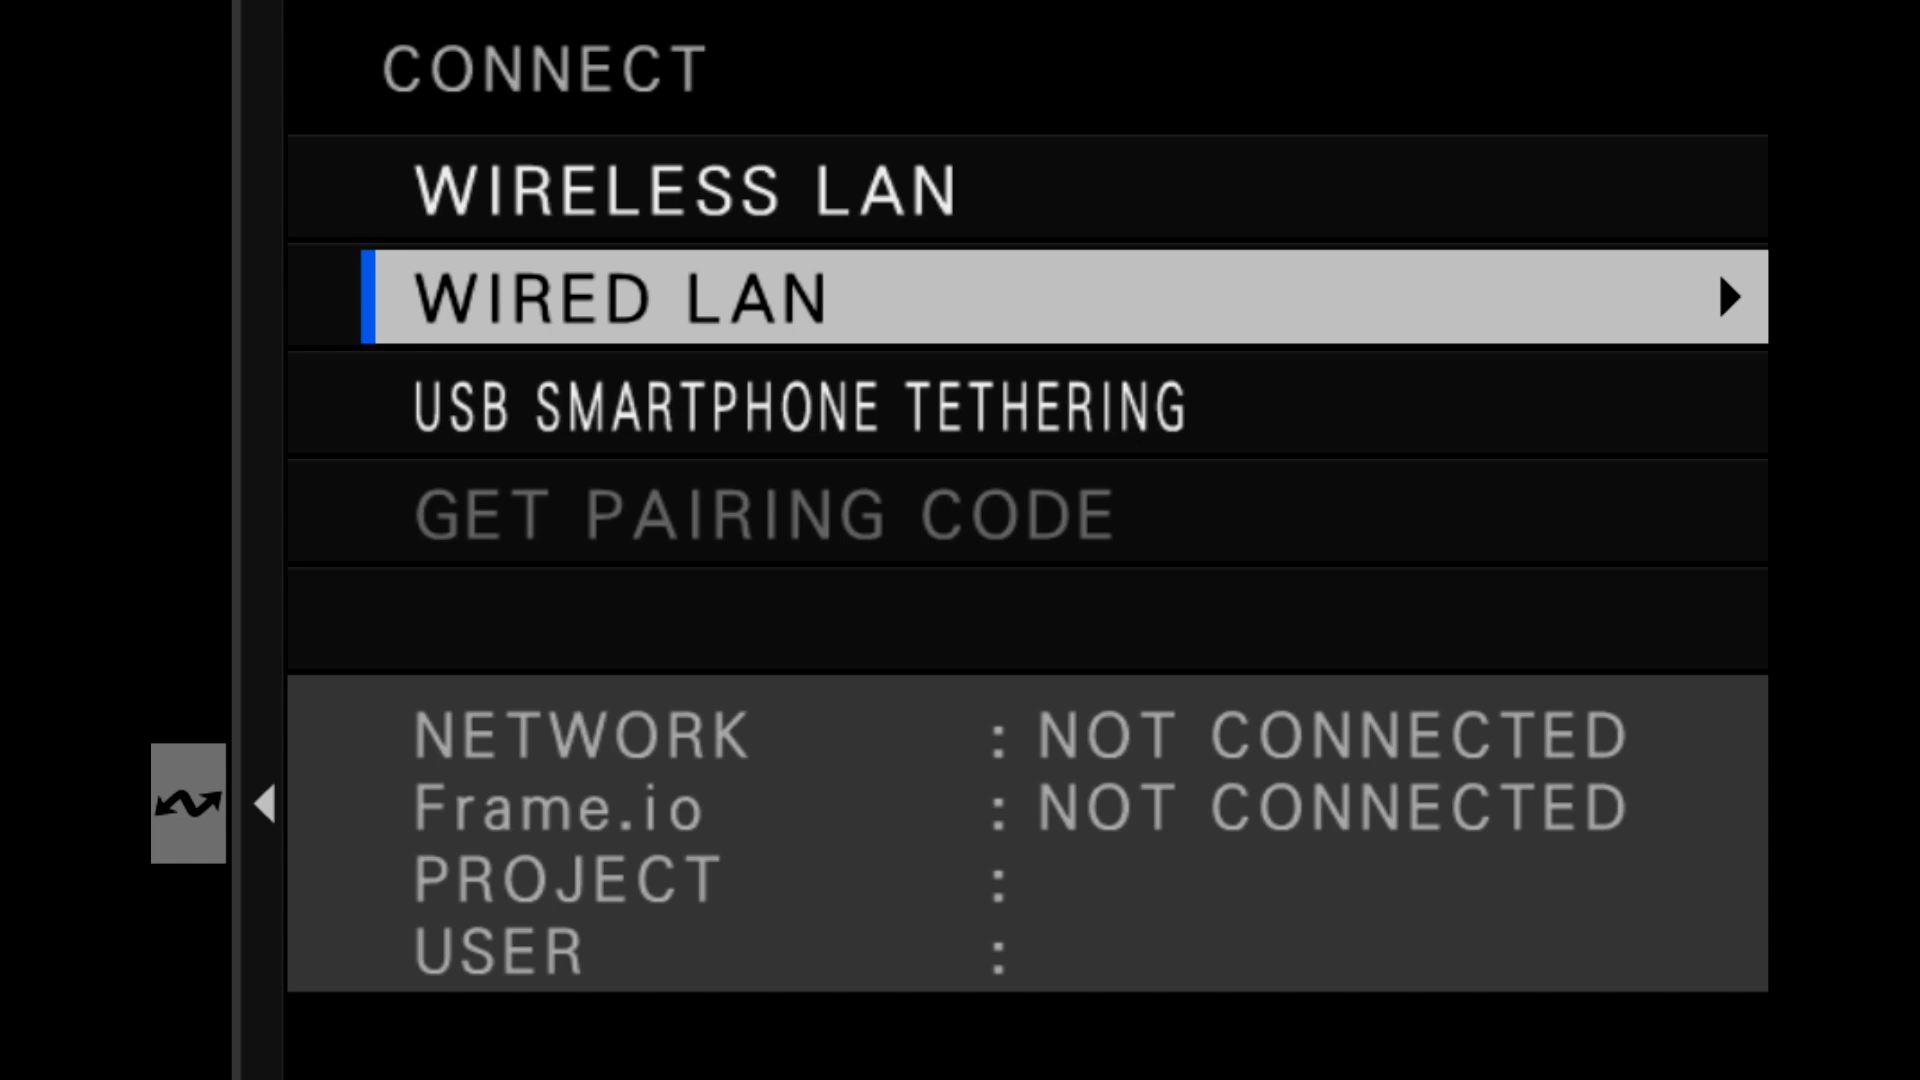 CONNECT
WIRELESS LAN
WIRED LAN
USB SMARTPHONE TETHERING
GET PAIRING CODE
NETWORK : NOT CONNECTED
Frame.io : NOT CONNECTED
PROJECT :
USER :